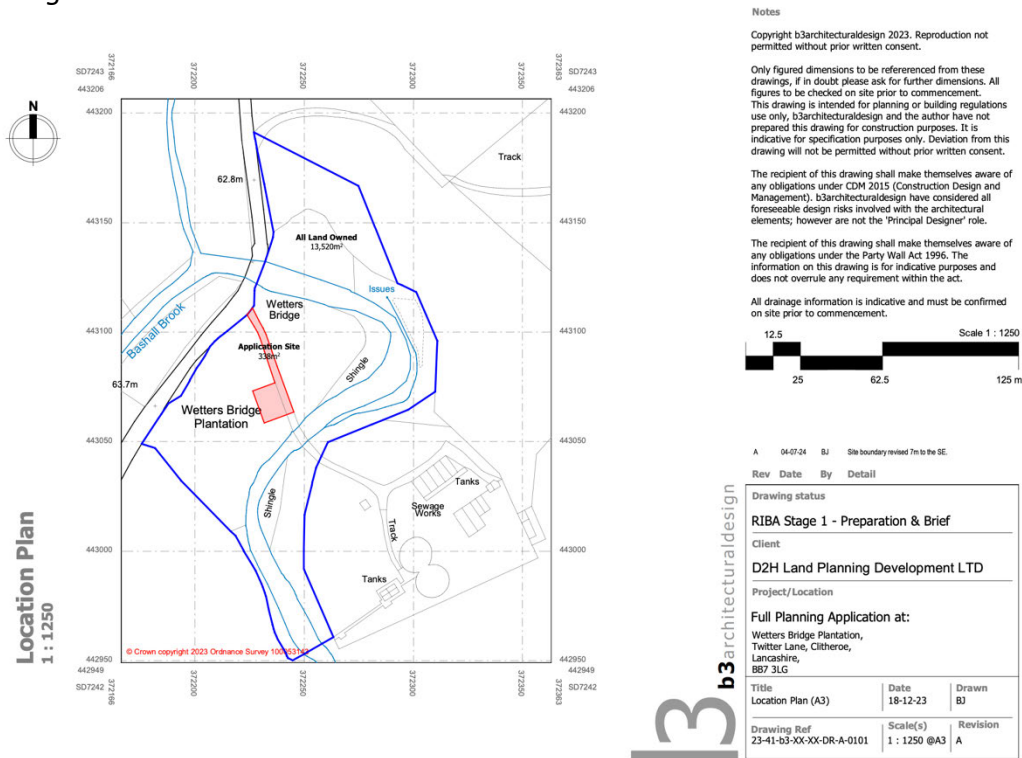 N
SD7243
443206
372166
372200
372250
372300
372350
372363
SD7243
443206
443200
443200
Track
62.8m
443150
443150
All Land Owned
13,520m²
Issues
Wetters
Bridge
Bashall Brook
443100
443100
Application Site
338m²
Shingle
63.7m
Wetters Bridge
Plantation
443050
443050
Tanks
Shingle
Sewage
Works
Track
443000
443000
Tanks
© Crown copyright 2023 Ordnance Survey
442950
442949
SD7242
372166
372200
372250
372300
372350
372363
442950
442949
SD7242
Location Plan
1 : 1250
Notes
Copyright b3architecturaldesign 2023. Reproduction not
permitted without prior written consent.
Only figured dimensions to be refererenced from these
drawings, if in doubt please ask for further dimensions. All
figures to be checked on site prior to commencement.
This drawing is intended for planning or building regulations
use only, b3architecturaldesign and the author have not
prepared this drawing for construction purposes. It is
indicative for specification purposes only. Deviation from this
drawing will not be permitted without prior written consent.
The recipient of this drawing shall make themselves aware of
any obligations under CDM 2015 (Construction Design and
Management). b3architecturaldesign have considered all
foreseeable design risks involved with the architectural
elements; however are not the 'Principal Designer' role.
The recipient of this drawing shall make themselves aware of
any obligations under the Party Wall Act 1996. The
information on this drawing is for indicative purposes and
does not overrule any requirement within the act.
All drainage information is indicative and must be confirmed
on site prior to commencement.
12.5
Scale 1 : 1250
25
62.5
125 m
A 04-07-24 BJ Site boundary revised 7m to the SE.
Rev Date By Detail
Drawing status
RIBA Stage 1 - Preparation & Brief
Client
D2H Land Planning Development LTD
Project/Location
Full Planning Application at:
Wetters Bridge Plantation,
Twitter Lane, Clitheroe,
Lancashire,
BB7 3LG
Title
Location Plan (A3)
Date
18-12-23
Drawn
BJ
Drawing Ref
23-41-b3-XX-XX-DR-A-0101
Scale(s)
1 : 1250 @A3
Revision
A
b3architecturaldesign
b3